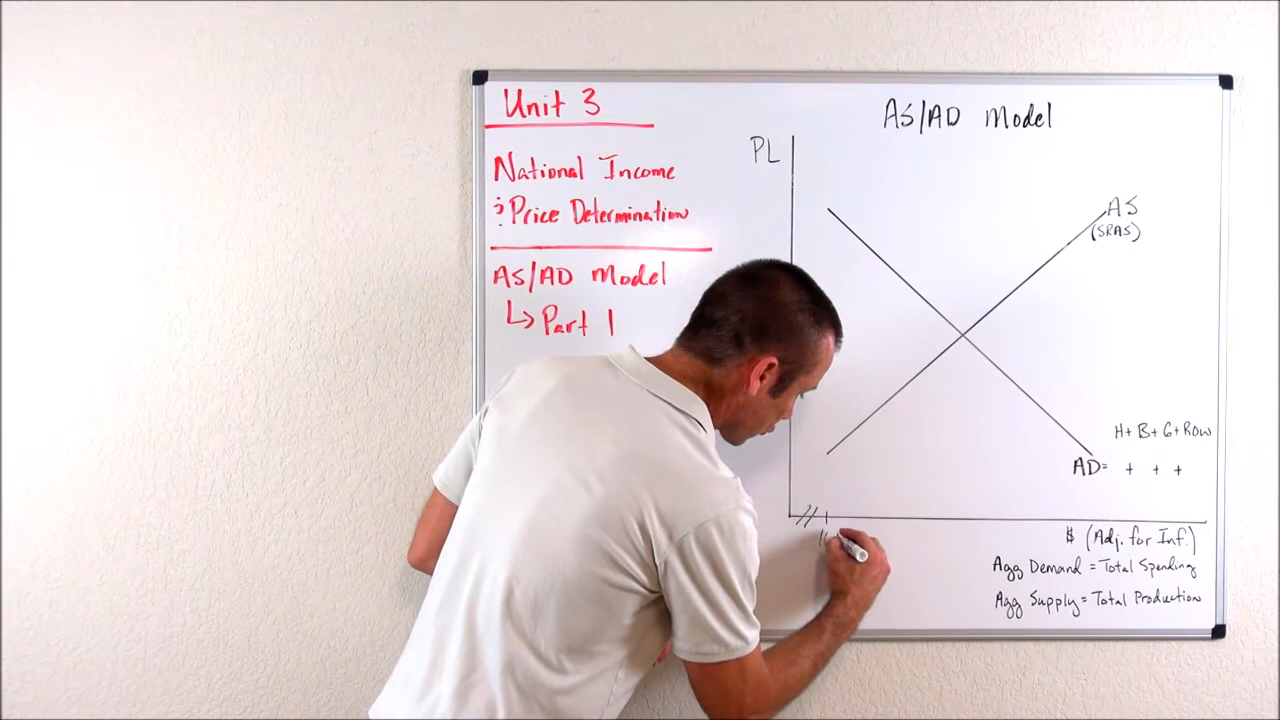 Unit 3
National Income
& Price Determination
AS/AD Model
↳ Part 1
AS/AD Model
PL
AS
(SRAS)
H+ B+ G+ ROW
AD= + + +
$ (Adj. for Inf.)
Agg Demand = Total Spending
Agg Supply = Total Production